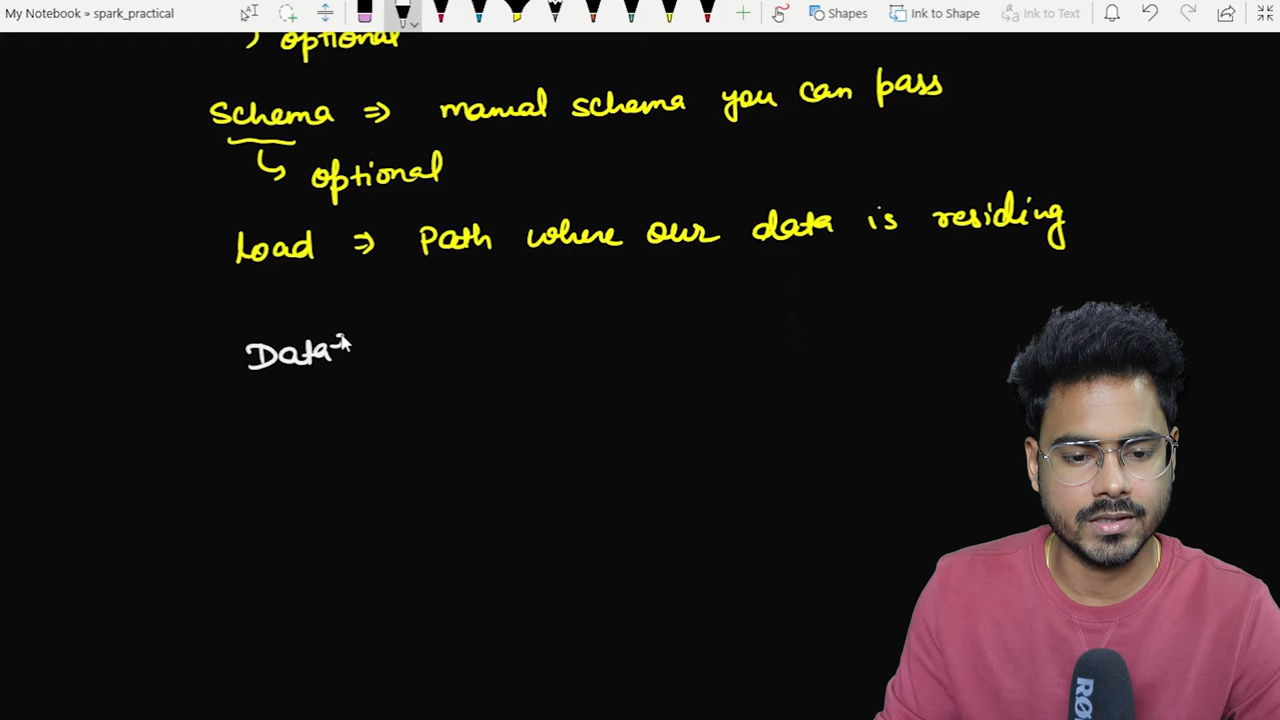 My Notebook » spark_practical
Shapes
Ink to Shape
Ink to Text
optional
Schema ⇒ manual schema you can pass
↳ optional
Load ⇒ Path where our data is residing
Data
RØ